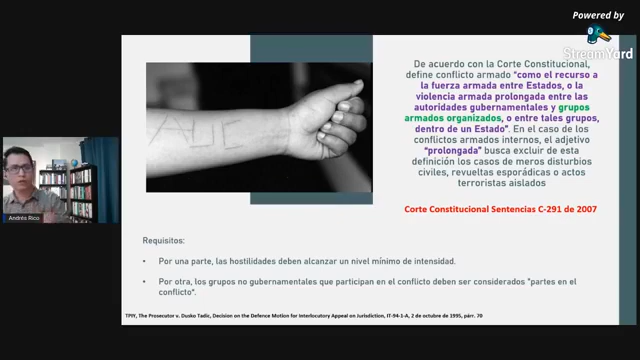 Powered by
StreamYard
De acuerdo con la Corte Constitucional,
define conflicto armado "como el recurso a
la fuerza armada entre Estados, o la
violencia armada prolongada entre las
autoridades gubernamentales y grupos
armados organizados, o entre tales grupos,
dentro de un Estado". En el caso de los
conflictos armados internos, el adjetivo
"prolongada" busca excluir de esta
definición los casos de meros disturbios
civiles, revueltas esporádicas o actos
terroristas aislados
Corte Constitucional Sentencias C-291 de 2007
AUC
Andrés Rico
Requisitos:
• Por una parte, las hostilidades deben alcanzar un nivel mínimo de intensidad.
• Por otra, los grupos no gubernamentales que participan en el conflicto deben ser considerados "partes en el
conflicto".
TPIY, The Prosecutor v. Dusko Tadic, Decision on the Defence Motion for Interlocutory Appeal on Jurisdiction, IT-94-1-A, 2 de octubre de 1995, párr. 70